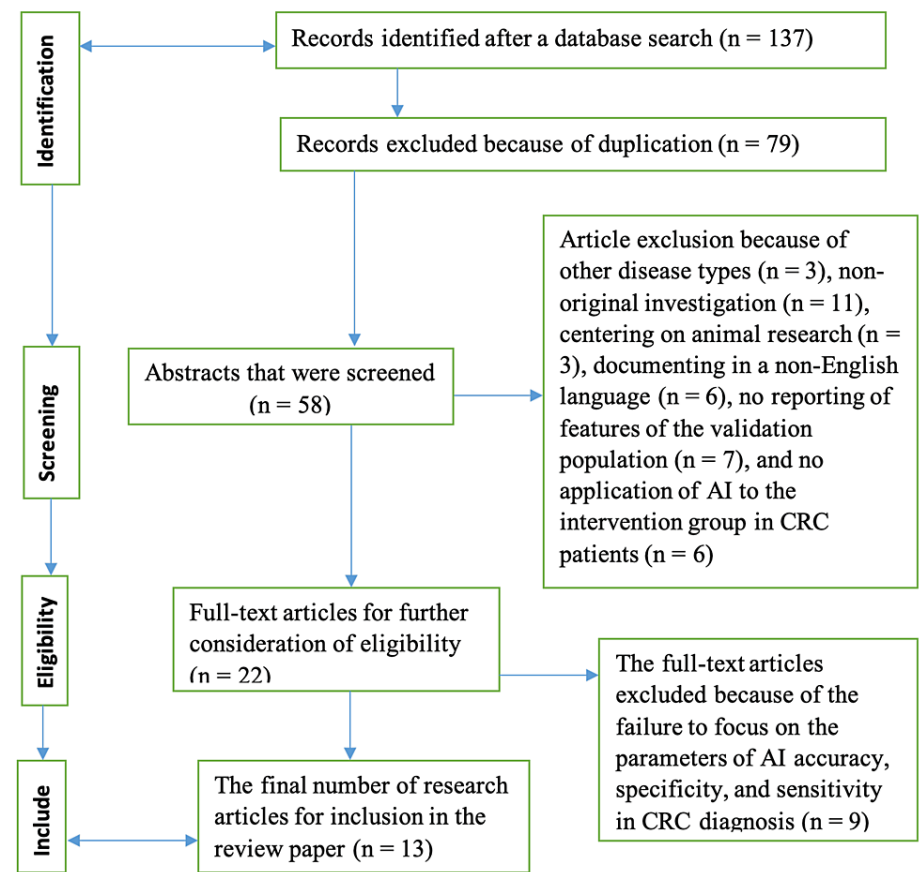 Identification
Records identified after a database search (n = 137)
Records excluded because of duplication (n = 79)
Article exclusion because of
other disease types (n = 3), non-
original investigation (n = 11),
centering on animal research (n =
3), documenting in a non-English
language (n = 6), no reporting of
features of the validation
population (n = 7), and no
application of AI to the
intervention group in CRC
patients (n = 6)
Screening
Abstracts that were screened
(n = 58)
Eligibility
Full-text articles for further
consideration of eligibility
(n = 22)
The full-text articles
excluded because of the
failure to focus on the
parameters of AI accuracy,
specificity, and sensitivity
in CRC diagnosis (n = 9)
Include
The final number of research
articles for inclusion in the
review paper (n = 13)